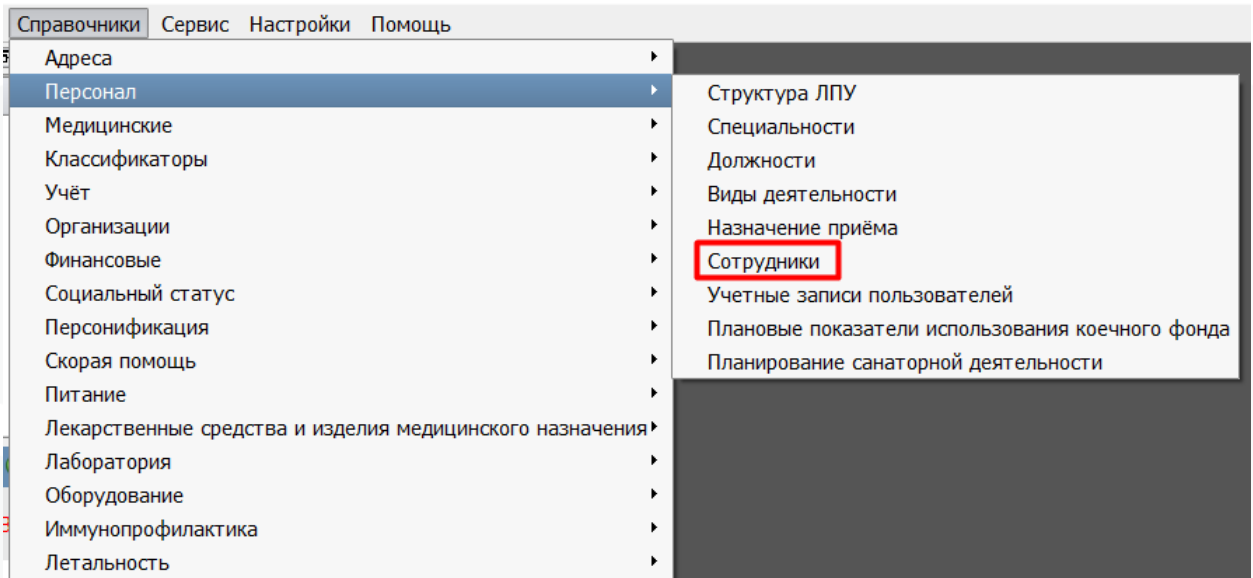 Справочники Сервис Настройки Помощь
Адреса
Персонал
Медицинские
Классификаторы
Учёт
Организации
Финансовые
Социальный статус
Персонификация
Скорая помощь
Питание
Лекарственные средства и изделия медицинского назначения
Лаборатория
Оборудование
Иммунопрофилактика
Летальность
Структура ЛПУ
Специальности
Должности
Виды деятельности
Назначение приёма
Сотрудники
Учетные записи пользователей
Плановые показатели использования коечного фонда
Планирование санаторной деятельности